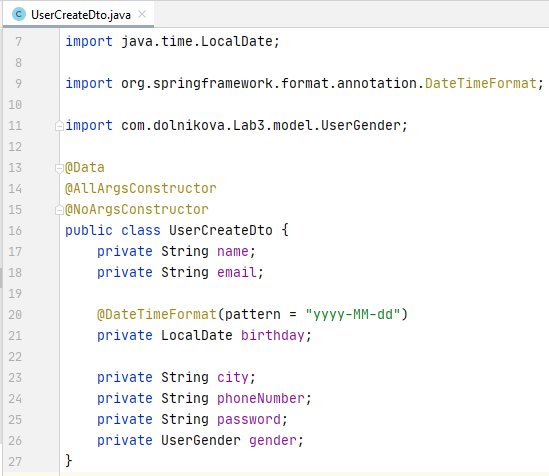 UserCreateDto.java
7 import java.time.LocalDate;
8
9 import org.springframework.format.annotation.DateTimeFormat;
10
11 import com.dolnikova.Lab3.model.UserGender;
12
13 @Data
14 @AllArgsConstructor
15 @NoArgsConstructor
16 public class UserCreateDto {
17 private String name;
18 private String email;
19
20 @DateTimeFormat(pattern = "yyyy-MM-dd")
21 private LocalDate birthday;
22
23 private String city;
24 private String phoneNumber;
25 private String password;
26 private UserGender gender;
27 }